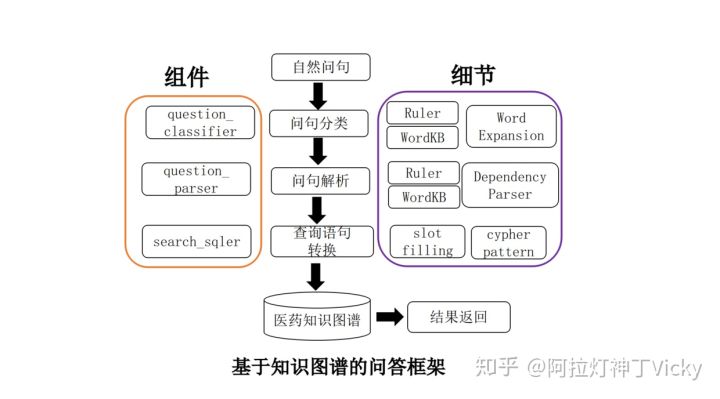 组件
自然问句
细节
question_
classifier
问句分类
Ruler
WordKB
Word
Expansion
question_
parser
问句解析
Ruler
WordKB
Dependency
Parser
search_sqler
查询语句
转换
slot
filling
cypher
pattern
医药知识图谱
结果返回
基于知识图谱的问答框架
知乎 @阿拉灯神丁Vicky